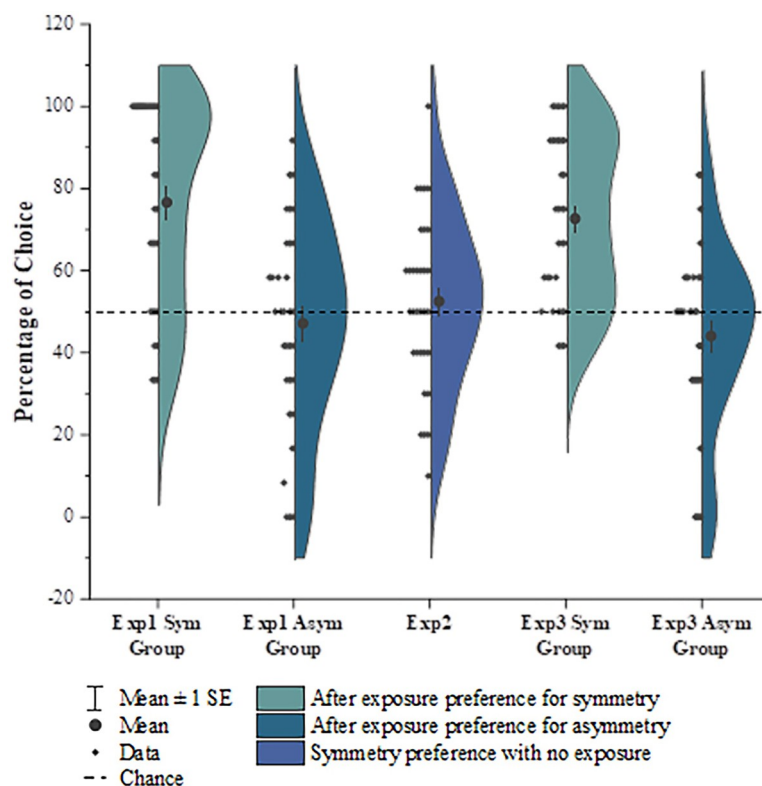 120
100
80
60
40
20
0
-20
Percentage of Choice
Exp1 Sym Group
Exp1 Asym Group
Exp2
Exp3 Sym Group
Exp3 Asym Group
Mean ± 1 SE
Mean
Data
Chance
After exposure preference for symmetry
After exposure preference for asymmetry
Symmetry preference with no exposure